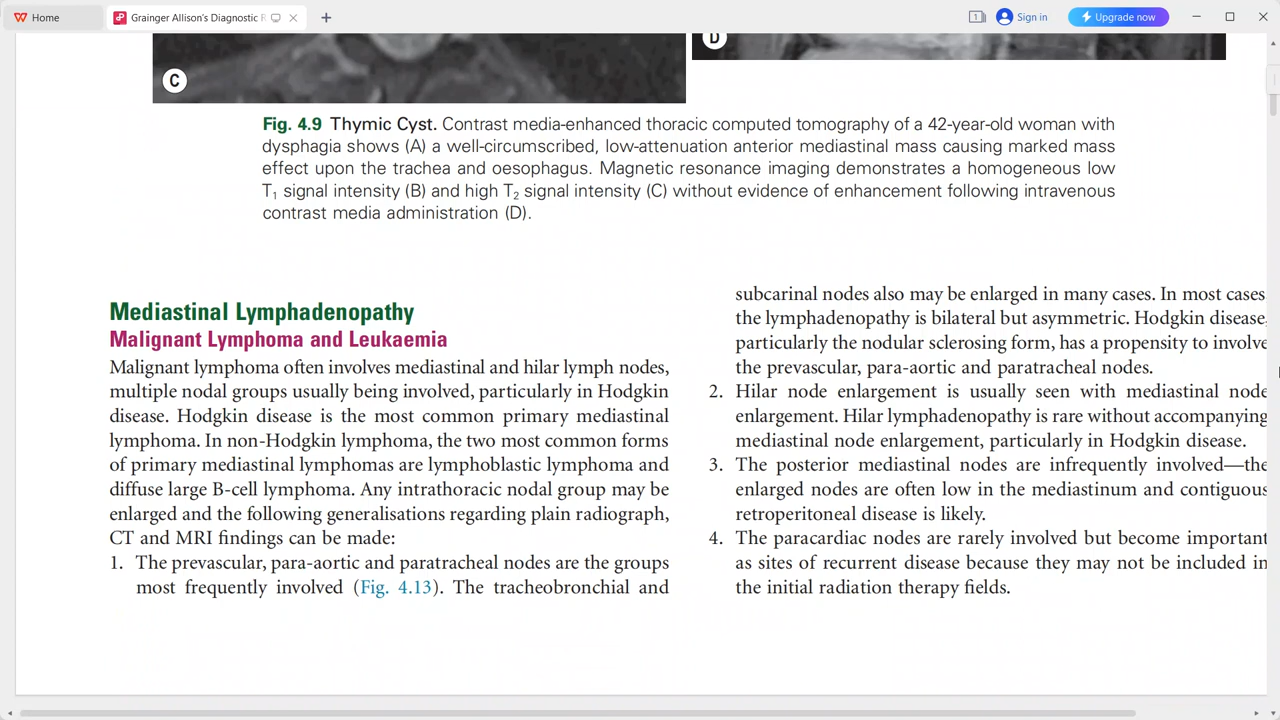 Home
Grainger Allison's Diagnostic R
1
Sign in
Upgrade now
C
D
Fig. 4.9 Thymic Cyst. Contrast media-enhanced thoracic computed tomography of a 42-year-old woman with
dysphagia shows (A) a well-circumscribed, low-attenuation anterior mediastinal mass causing marked mass
effect upon the trachea and oesophagus. Magnetic resonance imaging demonstrates a homogeneous low
T₁ signal intensity (B) and high T₂ signal intensity (C) without evidence of enhancement following intravenous
contrast media administration (D).
Mediastinal Lymphadenopathy
Malignant Lymphoma and Leukaemia
Malignant lymphoma often involves mediastinal and hilar lymph nodes,
multiple nodal groups usually being involved, particularly in Hodgkin
disease. Hodgkin disease is the most common primary mediastinal
lymphoma. In non-Hodgkin lymphoma, the two most common forms
of primary mediastinal lymphomas are lymphoblastic lymphoma and
diffuse large B-cell lymphoma. Any intrathoracic nodal group may be
enlarged and the following generalisations regarding plain radiograph,
CT and MRI findings can be made:
1. The prevascular, para-aortic and paratracheal nodes are the groups
most frequently involved (Fig. 4.13). The tracheobronchial and
subcarinal nodes also may be enlarged in many cases. In most cases
the lymphadenopathy is bilateral but asymmetric. Hodgkin disease,
particularly the nodular sclerosing form, has a propensity to involve
the prevascular, para-aortic and paratracheal nodes.
2. Hilar node enlargement is usually seen with mediastinal node
enlargement. Hilar lymphadenopathy is rare without accompanying
mediastinal node enlargement, particularly in Hodgkin disease.
3. The posterior mediastinal nodes are infrequently involved—the
enlarged nodes are often low in the mediastinum and contiguous
retroperitoneal disease is likely.
4. The paracardiac nodes are rarely involved but become important
as sites of recurrent disease because they may not be included in
the initial radiation therapy fields.